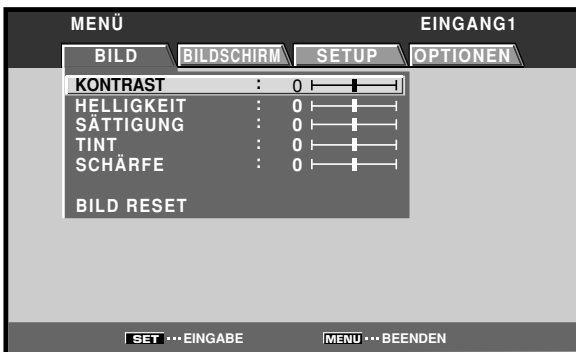 MENÜ EINGANG1
BILD BILDSCHIRM SETUP OPTIONEN
KONTRAST : 0
HELLIGKEIT : 0
SÄTTIGUNG : 0
TINT : 0
SCHÄRFE : 0
BILD RESET
SET ··· EINGABE MENU ··· BEENDEN